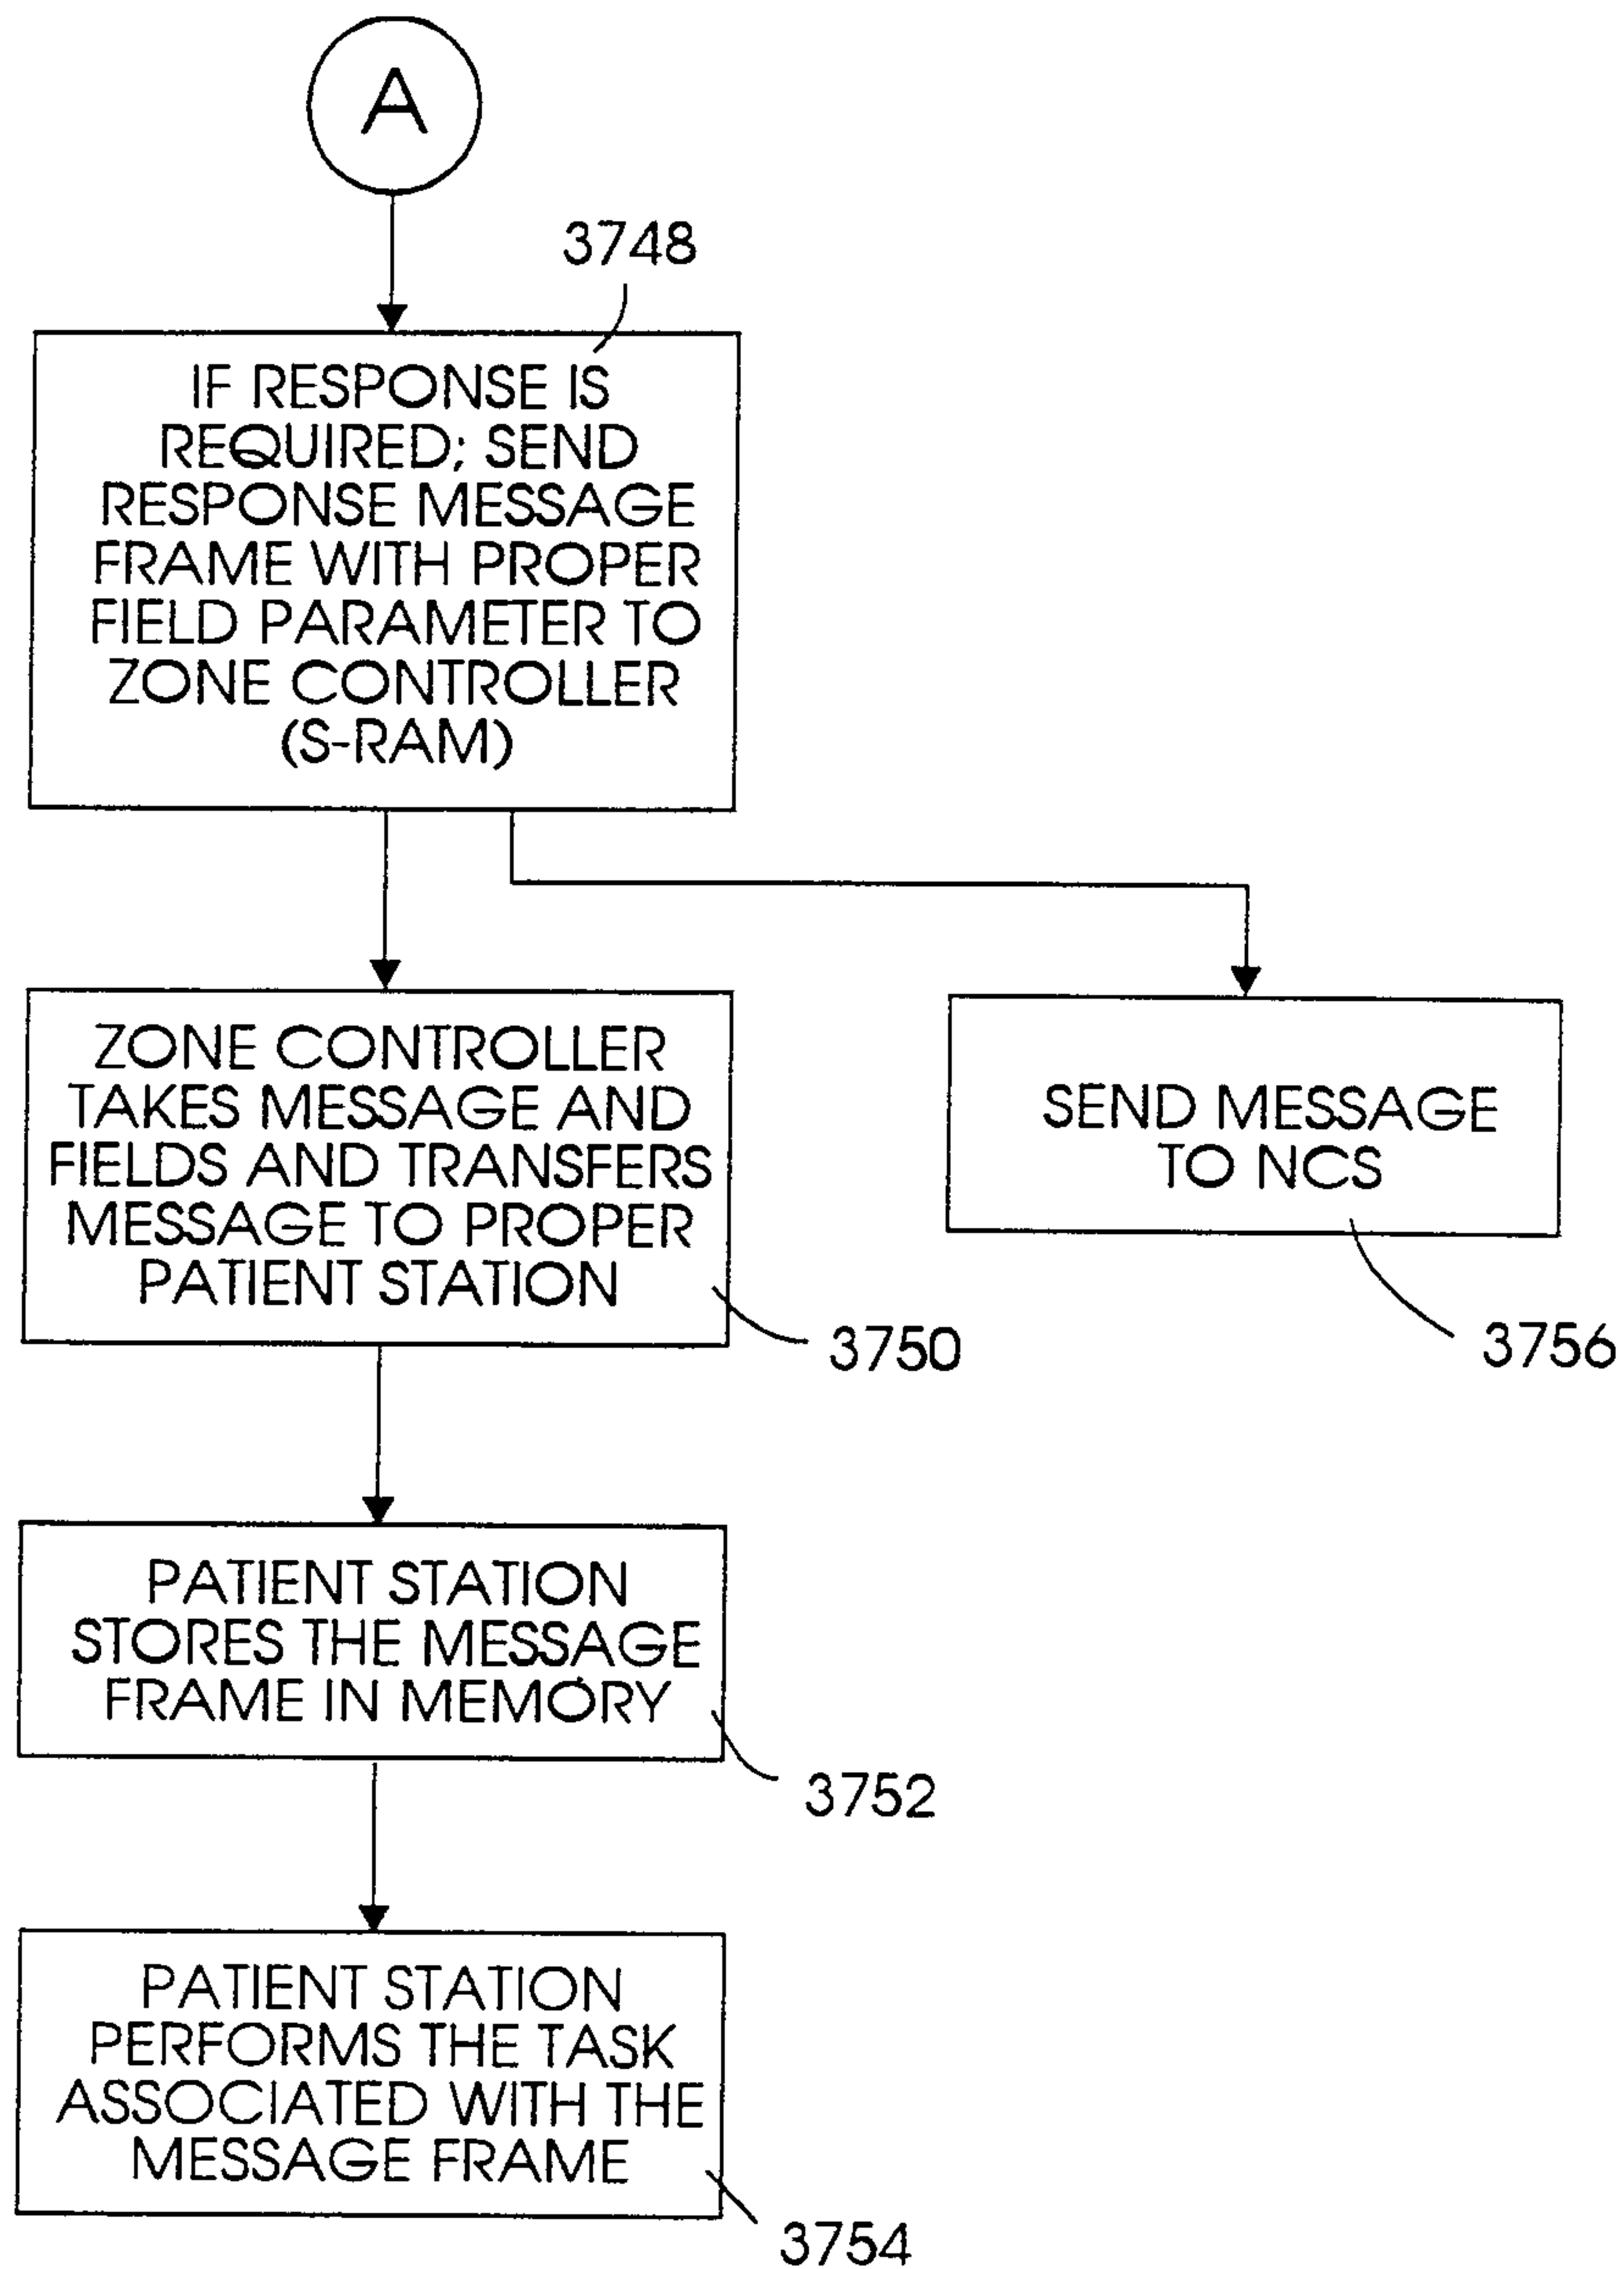 A
3748
IF RESPONSE IS
REQUIRED; SEND
RESPONSE MESSAGE
FRAME WITH PROPER
FIELD PARAMETER TO
ZONE CONTROLLER
(S-RAM)
ZONE CONTROLLER
TAKES MESSAGE AND
FIELDS AND TRANSFERS
MESSAGE TO PROPER
PATIENT STATION
3750
SEND MESSAGE
TO NCS
3756
PATIENT STATION
STORES THE MESSAGE
FRAME IN MEMORY
3752
PATIENT STATION
PERFORMS THE TASK
ASSOCIATED WITH THE
MESSAGE FRAME
3754